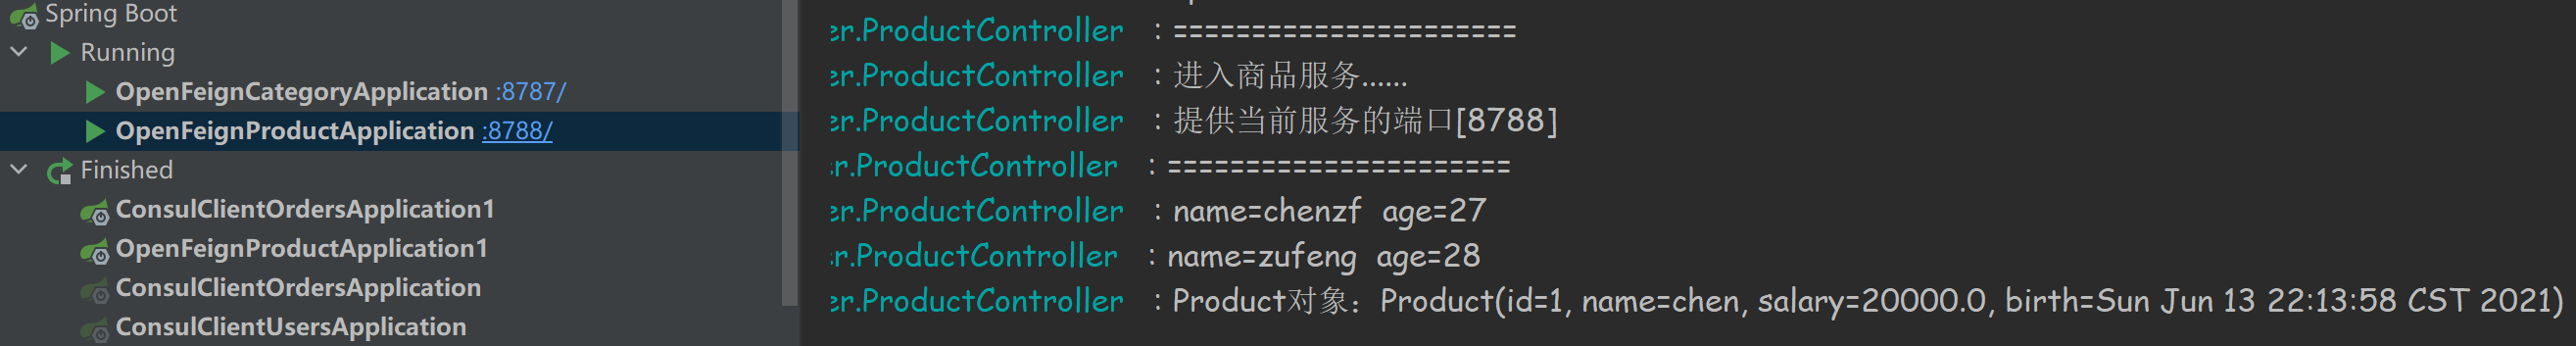 Spring Boot
Running
OpenFeignCategoryApplication :8787/
OpenFeignProductApplication :8788/
Finished
ConsulClientOrdersApplication1
OpenFeignProductApplication1
ConsulClientOrdersApplication
ConsulClientUsersApplication
er.ProductController : ======================
er.ProductController : 进入商品服务......
er.ProductController : 提供当前服务的端口[8788]
r.ProductController : ======================
er.ProductController : name=chenzf age=27
er.ProductController : name=zufeng age=28
er.ProductController : Product对象：Product(id=1, name=chen, salary=20000.0, birth=Sun Jun 13 22:13:58 CST 2021)